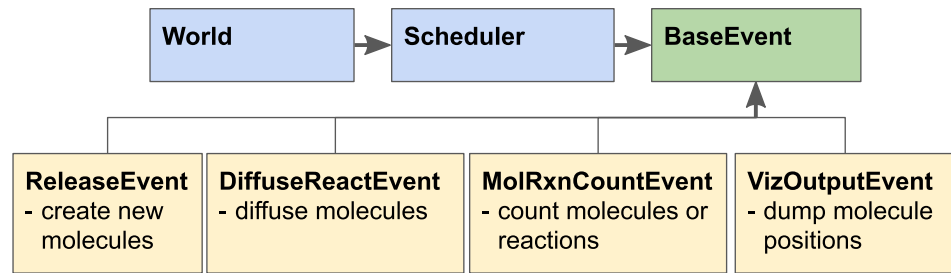 World
Scheduler
BaseEvent
ReleaseEvent
- create new
molecules
DiffuseReactEvent
- diffuse molecules
MolRxnCountEvent
- count molecules or
reactions
VizOutputEvent
- dump molecule
positions